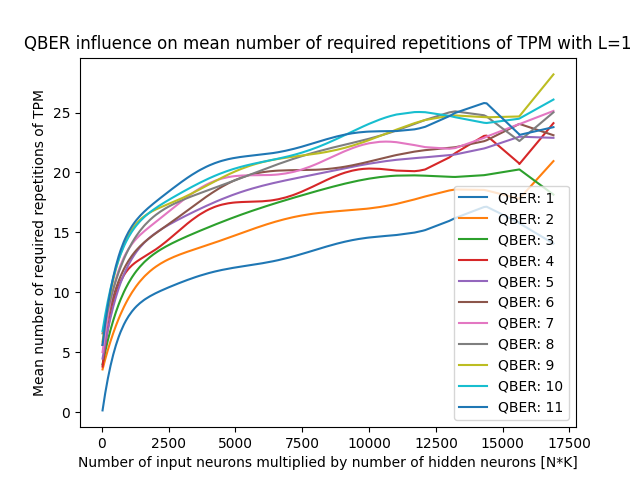 QBER influence on mean number of required repetitions of TPM with L=1
Mean number of required repetitions of TPM
25
20
15
10
5
0
0 2500 5000 7500 10000 12500 15000 17500
Number of input neurons multiplied by number of hidden neurons [N*K]
QBER: 1
QBER: 2
QBER: 3
QBER: 4
QBER: 5
QBER: 6
QBER: 7
QBER: 8
QBER: 9
QBER: 10
QBER: 11